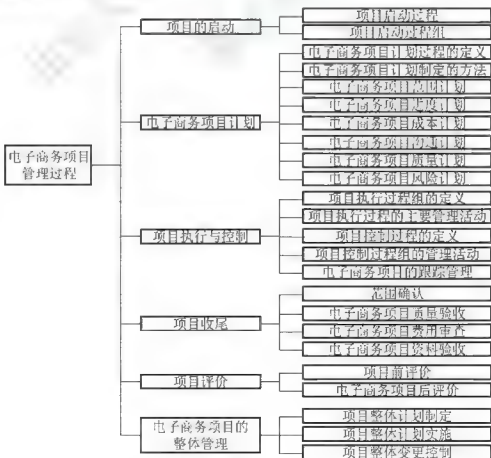 电子商务项目
管理过程
项目的启动
项目启动过程
项目启动过程组
电子商务项目计划
电子商务项目计划过程的定义
电子商务项目计划制定的方法
电子商务项目范围计划
电子商务项目进度计划
电子商务项目成本计划
电子商务项目沟通计划
电子商务项目质量计划
电子商务项目风险计划
项目执行与控制
项目执行过程组的定义
项目执行过程的主要管理活动
项目控制过程的定义
项目控制过程组的管理活动
电子商务项目的跟踪管理
项目收尾
范围确认
电子商务项目质量验收
电子商务项目费用审查
电子商务项目资料验收
项目评价
项目前评价
电子商务项目后评价
电子商务项目的
整体管理
项目整体计划制定
项目整体计划实施
项目整体变更控制